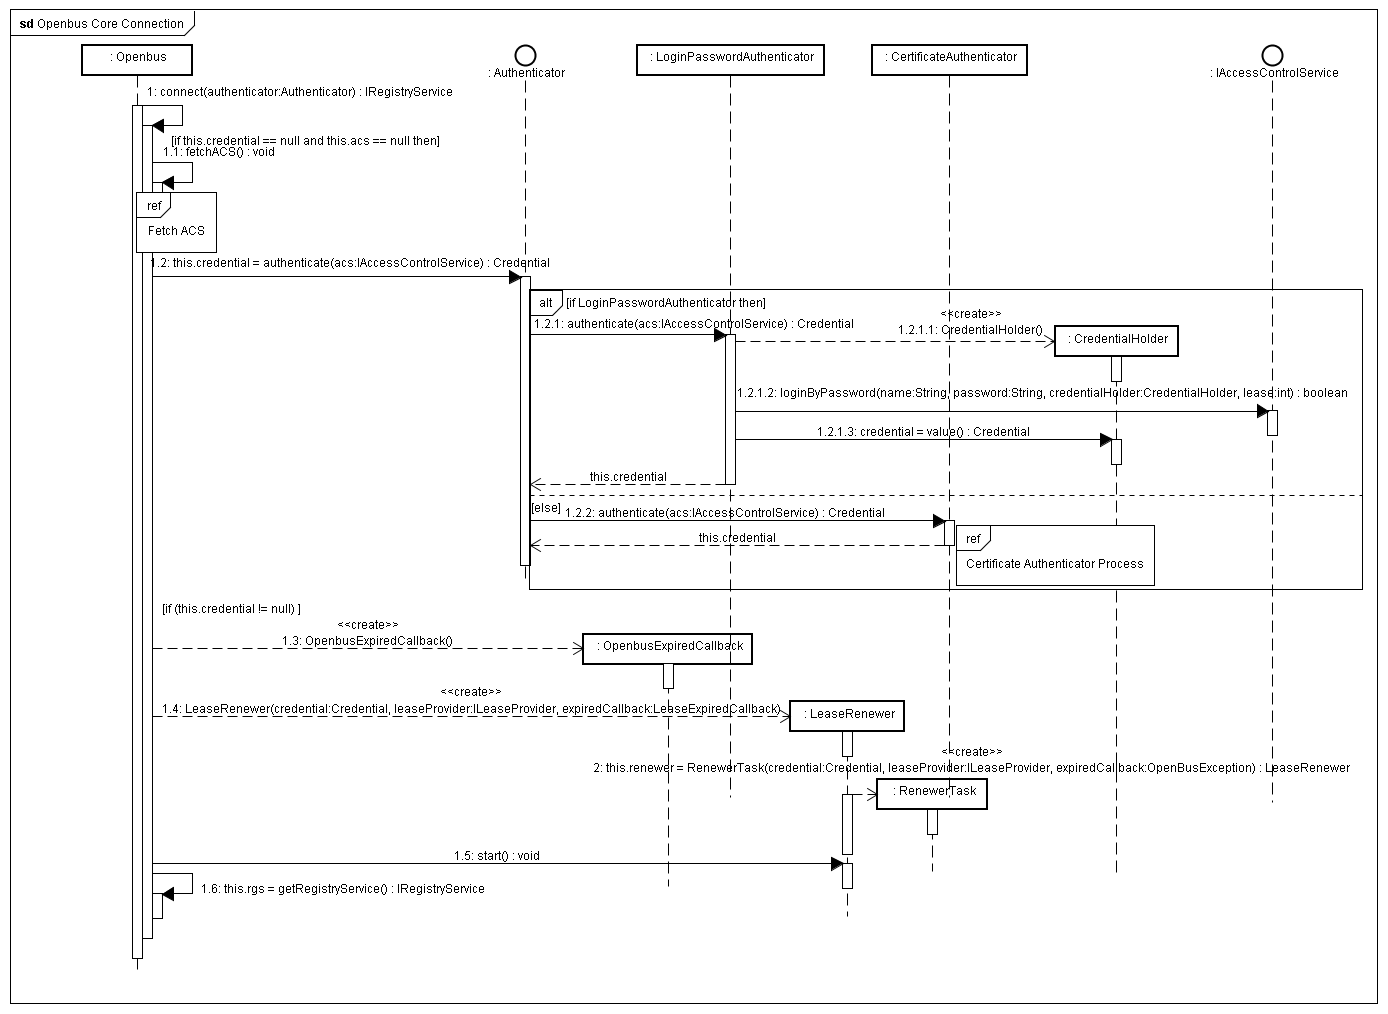 sd Openbus Core Connection
: Openbus
: Authenticator
: LoginPasswordAuthenticator
: CertificateAuthenticator
: IAccessControlService
1: connect(authenticator:Authenticator) : IRegistryService
[if this.credential == null and this.acs == null then]
1.1: fetchACS() : void
ref
Fetch ACS
1.2: this.credential = authenticate(acs:IAccessControlService) : Credential
alt [if LoginPasswordAuthenticator then]
1.2.1: authenticate(acs:IAccessControlService) : Credential
<<create>>
1.2.1.1: CredentialHolder()
: CredentialHolder
1.2.1.2: loginByPassword(name:String, password:String, credentialHolder:CredentialHolder, lease:int) : boolean
1.2.1.3: credential = value() : Credential
this.credential
[else]
1.2.2: authenticate(acs:IAccessControlService) : Credential
this.credential
ref
Certificate Authenticator Process
[if (this.credential != null) ]
<<create>>
1.3: OpenbusExpiredCallback()
: OpenbusExpiredCallback
<<create>>
1.4: LeaseRenewer(credential:Credential, leaseProvider:ILeaseProvider, expiredCallback:LeaseExpiredCallback)
: LeaseRenewer
<<create>>
2: this.renewer = RenewerTask(credential:Credential, leaseProvider:ILeaseProvider, expiredCallback:OpenBusException) : LeaseRenewer
: RenewerTask
1.5: start() : void
1.6: this.rgs = getRegistryService() : IRegistryService